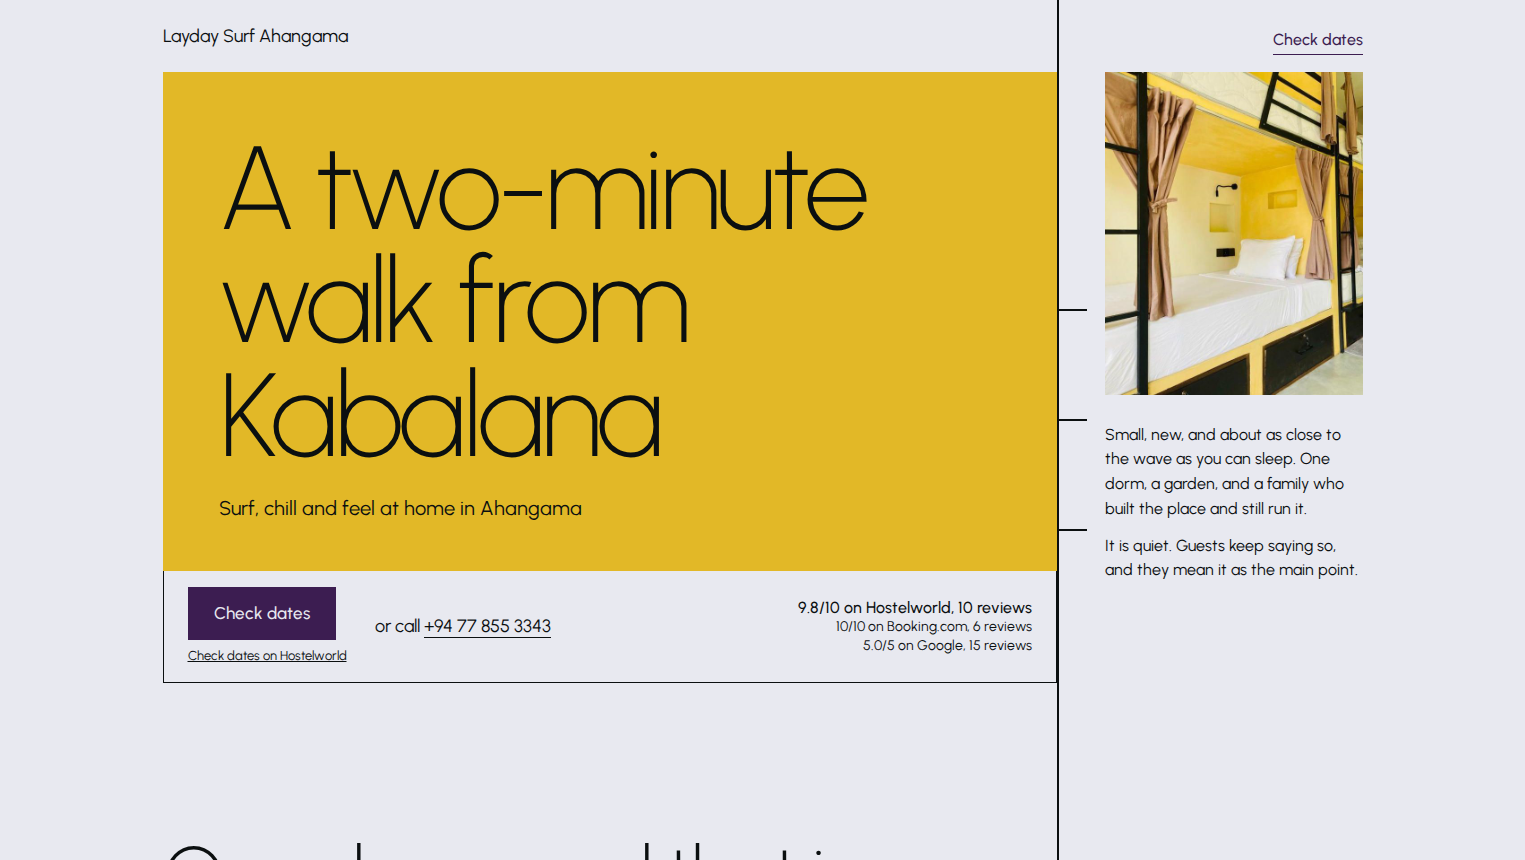 Layday Surf Ahangama
Check dates
A two-minute
walk from
Kabalana
Surf, chill and feel at home in Ahangama
Check dates
or call +94 77 855 3343
Check dates on Hostelworld
9.8/10 on Hostelworld, 10 reviews
10/10 on Booking.com, 6 reviews
5.0/5 on Google, 15 reviews
Small, new, and about as close to
the wave as you can sleep. One
dorm, a garden, and a family who
built the place and still run it.
It is quiet. Guests keep saying so,
and they mean it as the main point.